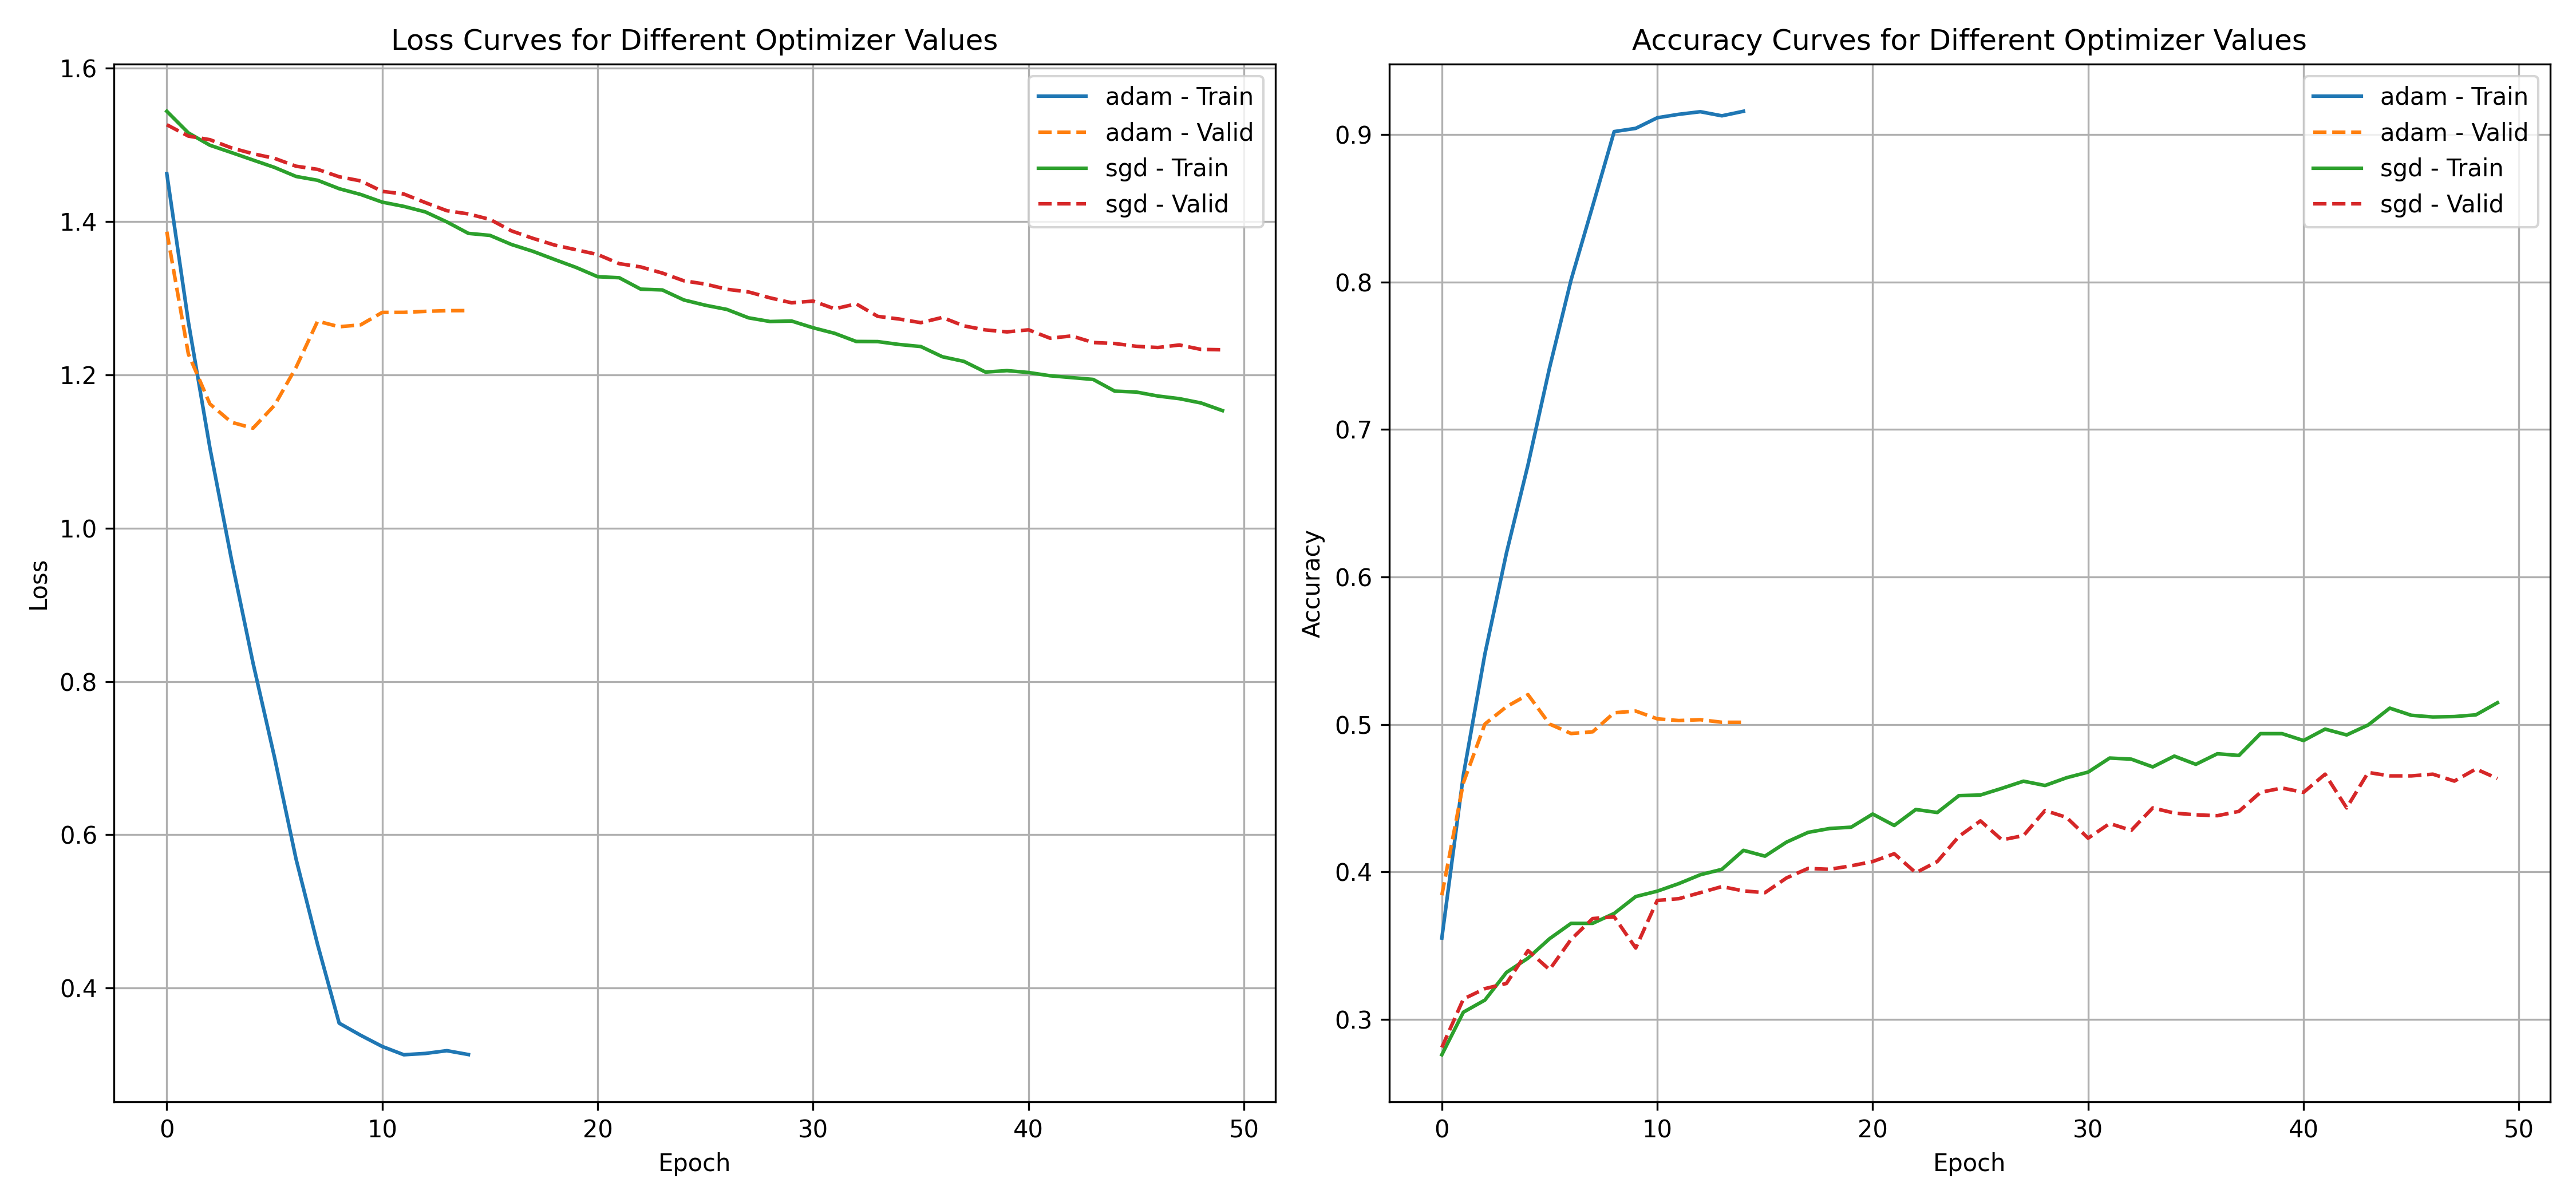 Loss Curves for Different Optimizer Values
1.6
1.4
1.2
1.0
0.8
0.6
0.4
Loss
0
10
20
30
40
50
Epoch
adam - Train
adam - Valid
sgd - Train
sgd - Valid
Accuracy Curves for Different Optimizer Values
0.9
0.8
0.7
0.6
0.5
0.4
0.3
Accuracy
0
10
20
30
40
50
Epoch
adam - Train
adam - Valid
sgd - Train
sgd - Valid